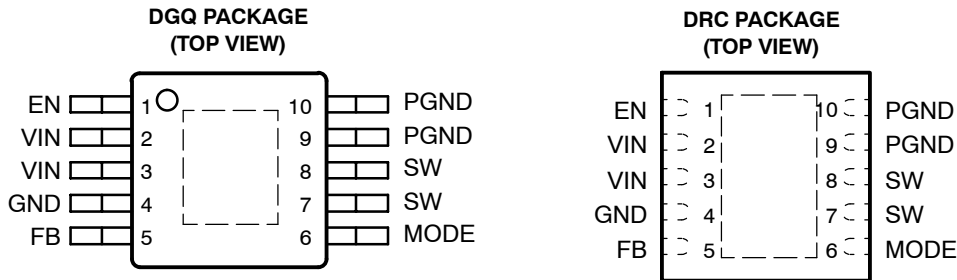 DGQ PACKAGE
(TOP VIEW)
EN 1 10 PGND
VIN 2 9 PGND
VIN 3 8 SW
GND 4 7 SW
FB 5 6 MODE
DRC PACKAGE
(TOP VIEW)
EN 1 10 PGND
VIN 2 9 PGND
VIN 3 8 SW
GND 4 7 SW
FB 5 6 MODE